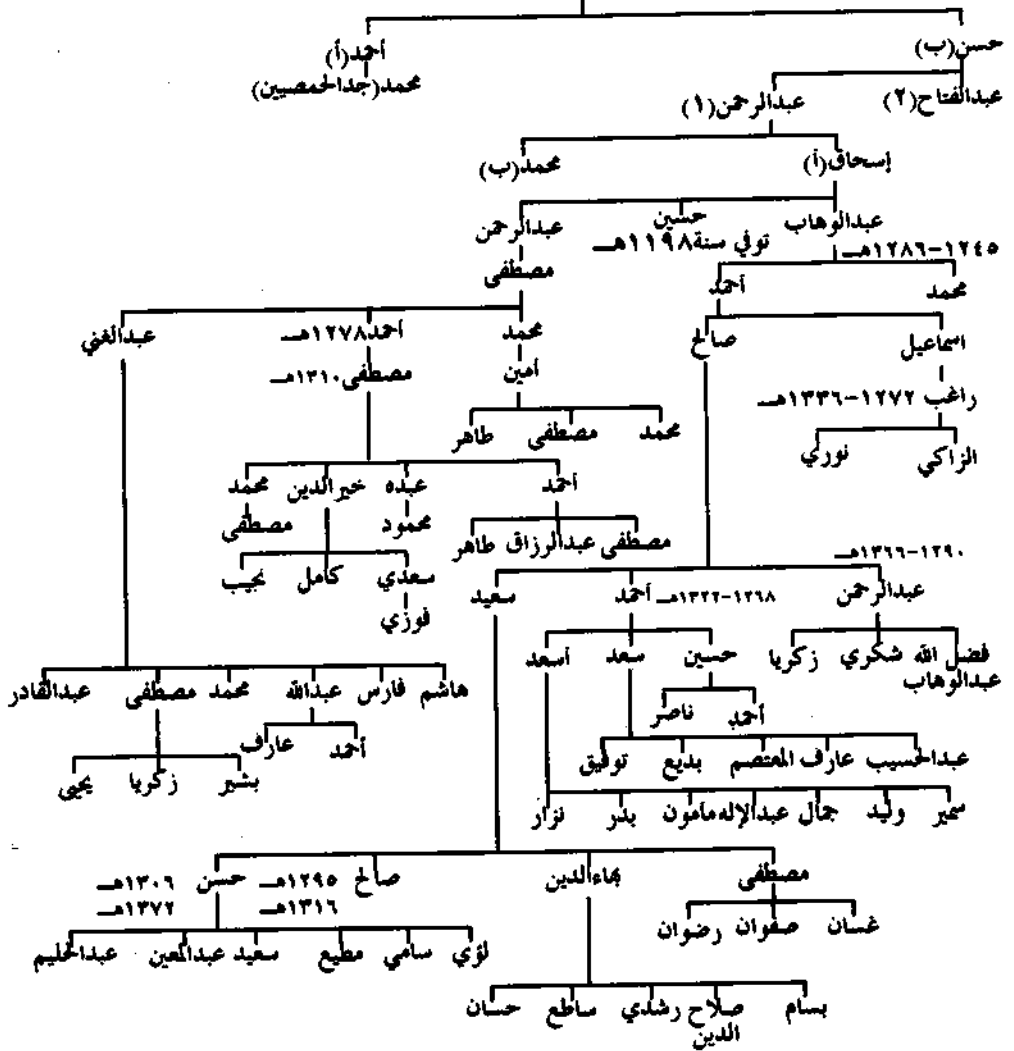 حسن(ب) أحمد(أ)
محمد(جدالحمصيين)
عبدالفتاح(٢) عبدالرحمن(١)
إسحاق(أ) محمد(ب)
عبدالوهاب حسين عبدالرحمن
١٢٤٥-١٢٨٦هـ توفي سنة١١٩٨هـ
مصطفى
محمد أحمد
محمد أحمد١٢٧٨هـ عبدالغني
اسماعيل صالح
أمين مصطفى١٣١٠هـ
راغب ١٢٧٢-١٣٣٦هـ
محمد مصطفى طاهر
الزاكي نوري
أحمد عبده خيرالدين محمد
محمود مصطفى
مصطفى عبدالرزاق طاهر
١٢٩٠-١٣٦٦هـ
سعدي كامل نجيب
فوزي
عبدالرحمن أحمد ١٢٦٨-١٣٢٢هـ سعيد
فضل الله شكري زكريا
عبدالوهاب
حسين سعد أسعد
هاشم فارس عبدالله محمد مصطفى عبدالقادر
أحمد ناصر
أحمد عارف
عبدالحسيب عارف المعتصم بديع توفيق
بشير زكريا يحيى
سمير وليد جمال عبدالإله مامون بدر نزار
مصطفى بهاءالدين صالح ١٢٩٥هـ حسن ١٣٠٦هـ
١٣١٦هـ ١٣٧٢هـ
غسان صفوان رضوان
لؤي سامي مطيع سعيد عبدالمعين عبدالحليم
بسام صلاح رشدي ساطع حسان
الدين